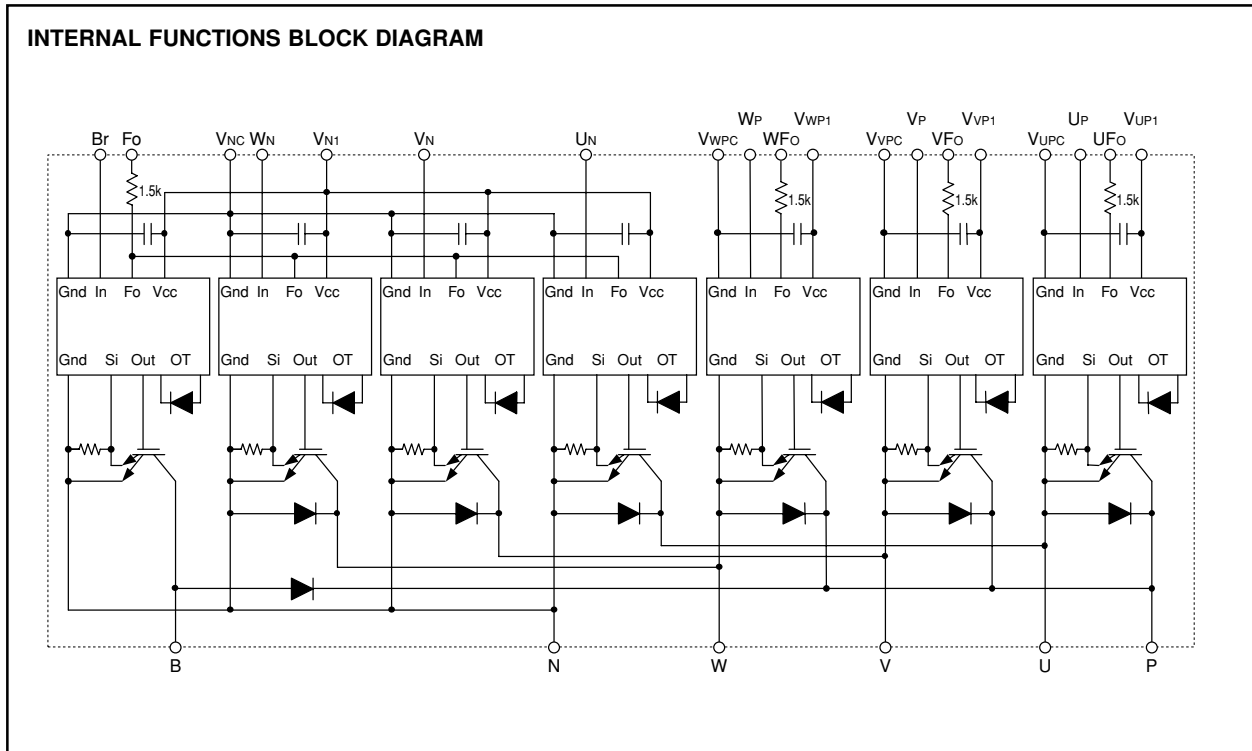 INTERNAL FUNCTIONS BLOCK DIAGRAM
WP VWP1 VP VVP1 UP VUP1
Br Fo VNC WN VN1 VN UN VWPC WFO VVPC VFO VUPC UFO
1.5k 1.5k 1.5k 1.5k
Gnd In Fo Vcc Gnd In Fo Vcc Gnd In Fo Vcc Gnd In Fo Vcc Gnd In Fo Vcc Gnd In Fo Vcc Gnd In Fo Vcc
Gnd Si Out OT Gnd Si Out OT Gnd Si Out OT Gnd Si Out OT Gnd Si Out OT Gnd Si Out OT Gnd Si Out OT
B N W V U P